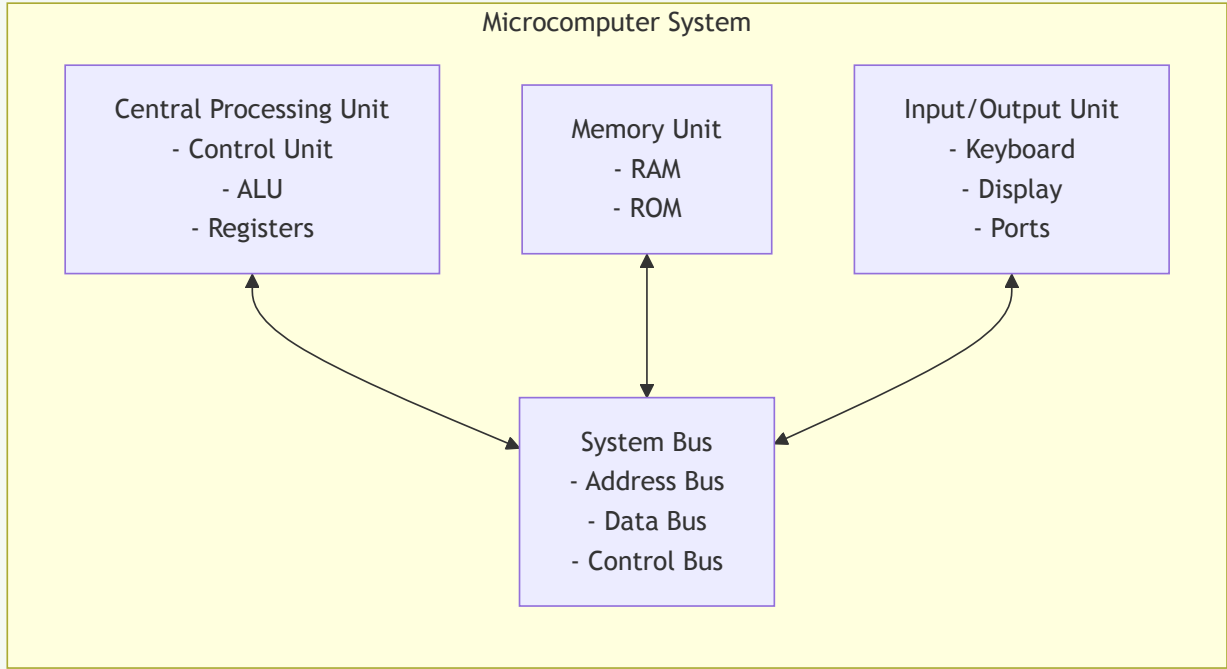 Microcomputer System
Central Processing Unit
- Control Unit
- ALU
- Registers
Memory Unit
- RAM
- ROM
Input/Output Unit
- Keyboard
- Display
- Ports
System Bus
- Address Bus
- Data Bus
- Control Bus